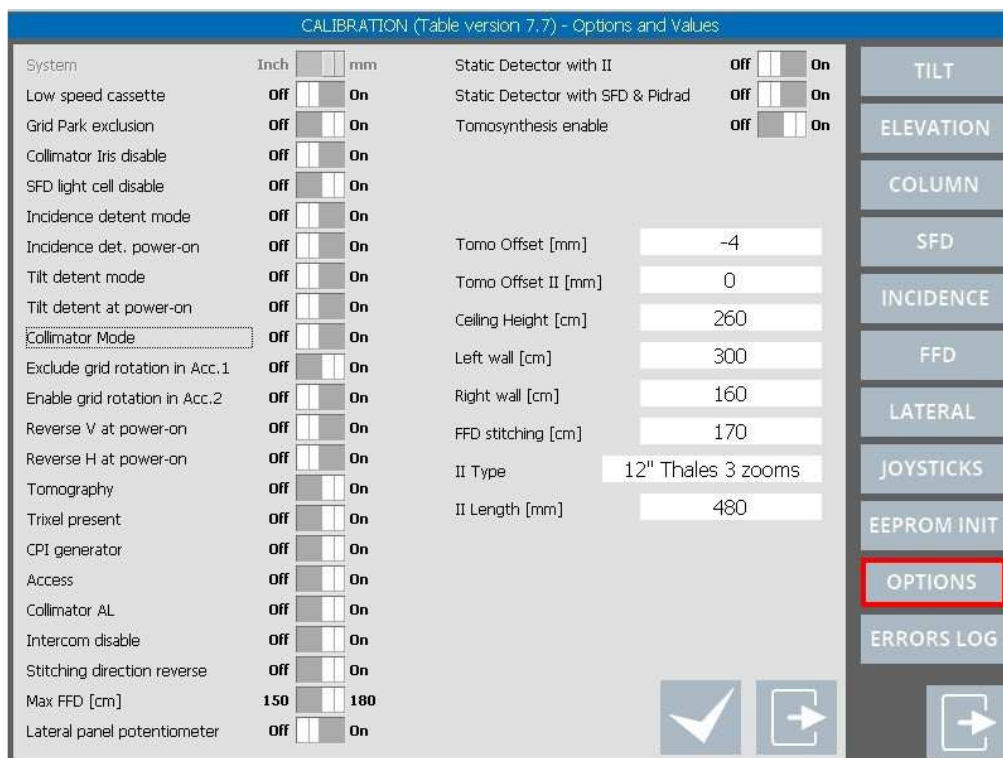 CALIBRATION (Table version 7.7) - Options and Values
System Inch mm
Low speed cassette Off On
Grid Park exclusion Off On
Collimator Iris disable Off On
SFD light cell disable Off On
Incidence detent mode Off On
Incidence det. power-on Off On
Tilt detent mode Off On
Tilt detent at power-on Off On
Collimator Mode Off On
Exclude grid rotation in Acc.1 Off On
Enable grid rotation in Acc.2 Off On
Reverse V at power-on Off On
Reverse H at power-on Off On
Tomography Off On
Trixel present Off On
CPI generator Off On
Access Off On
Collimator AL Off On
Intercom disable Off On
Stitching direction reverse Off On
Max FFD [cm] 150 180
Lateral panel potentiometer Off On
Static Detector with II Off On
Static Detector with SFD & Pidrad Off On
Tomosynthesis enable Off On
Tomo Offset [mm] -4
Tomo Offset II [mm] 0
Ceiling Height [cm] 260
Left wall [cm] 300
Right wall [cm] 160
FFD stitching [cm] 170
II Type 12" Thales 3 zooms
II Length [mm] 480
TILT
ELEVATION
COLUMN
SFD
INCIDENCE
FFD
LATERAL
JOYSTICKS
EEPROM INIT
OPTIONS
ERRORS LOG